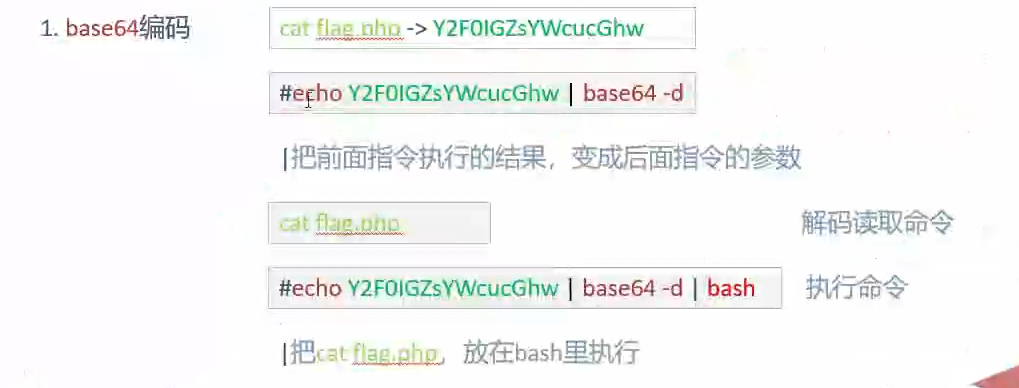 1. base64编码 cat flag.php -> Y2F0IGZsYWcucGhw
#echo Y2F0IGZsYWcucGhw | base64 -d
|把前面指令执行的结果，变成后面指令的参数
cat flag.php 解码读取命令
#echo Y2F0IGZsYWcucGhw | base64 -d | bash 执行命令
|把cat flag.php，放在bash里执行